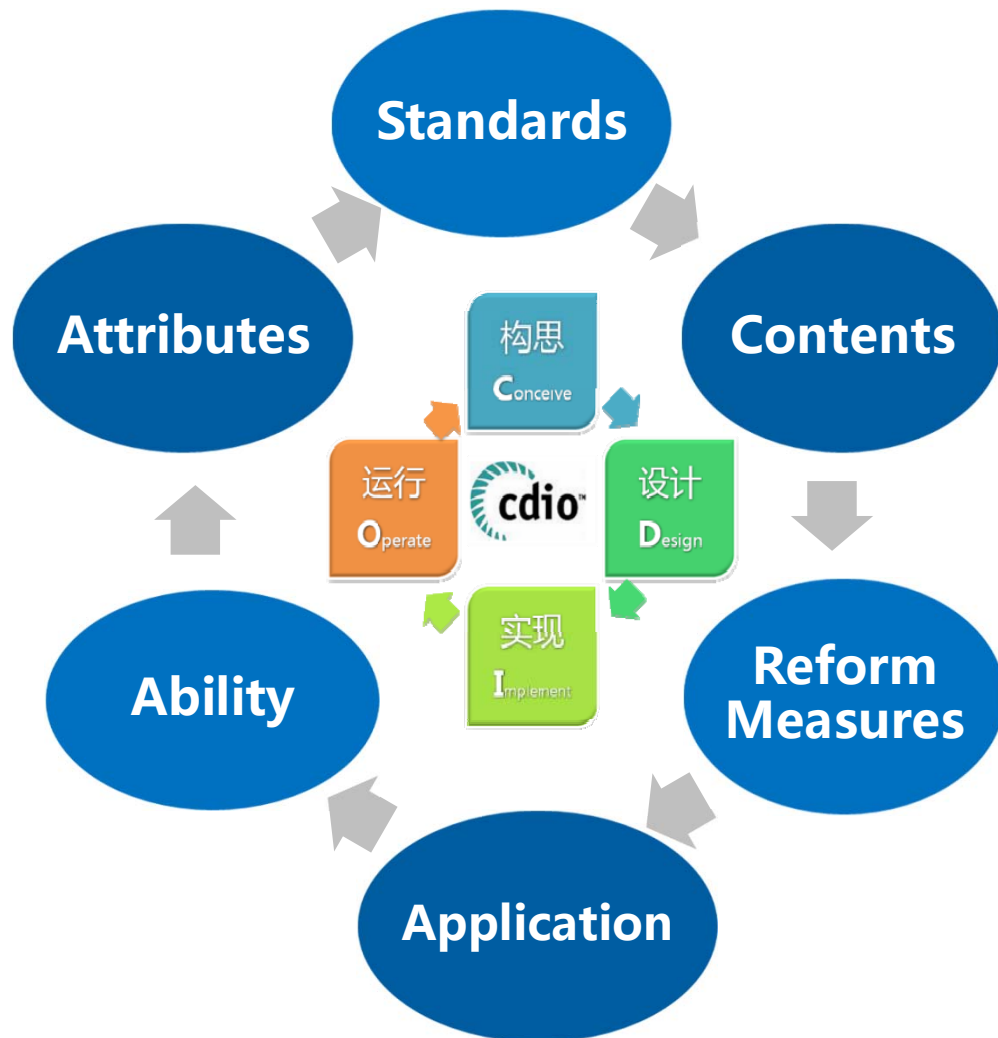 Standards
Attributes
Contents
构思
Conceive
运行
Operate
cdio™
设计
Design
实现
Implement
Ability
Reform
Measures
Application